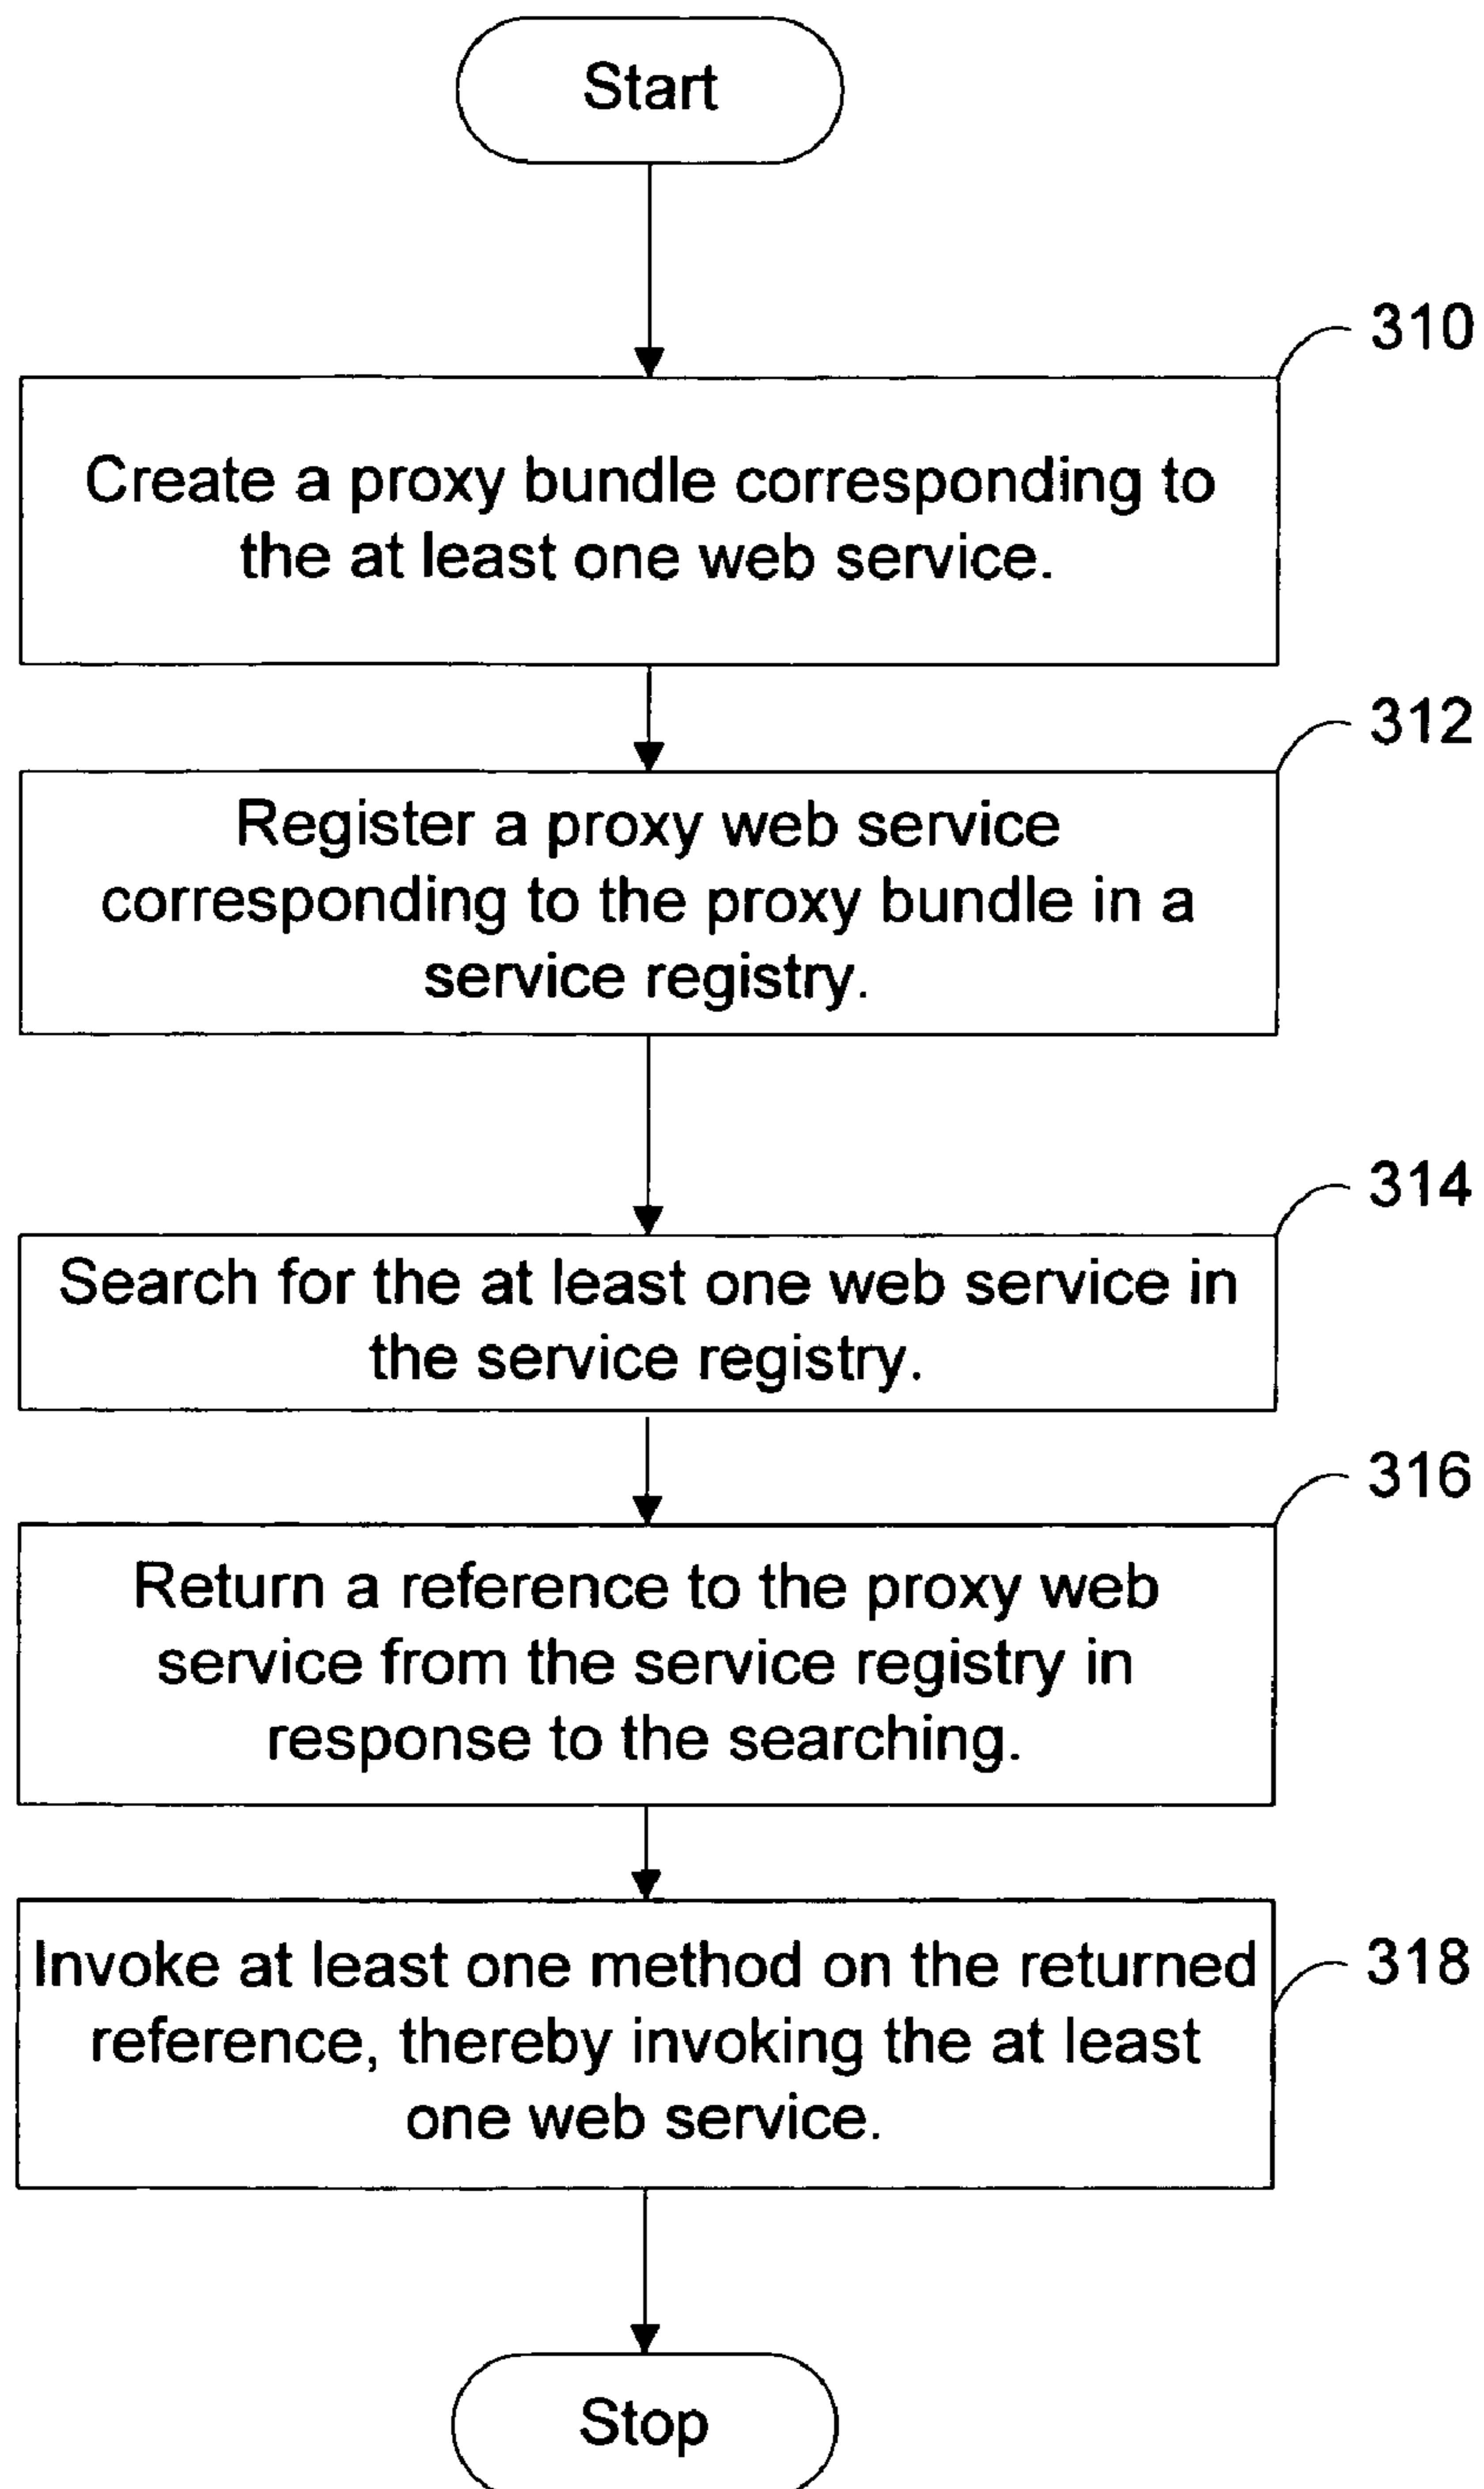 Start
310
Create a proxy bundle corresponding to
the at least one web service.
312
Register a proxy web service
corresponding to the proxy bundle in a
service registry.
314
Search for the at least one web service in
the service registry.
316
Return a reference to the proxy web
service from the service registry in
response to the searching.
318
Invoke at least one method on the returned
reference, thereby invoking the at least
one web service.
Stop